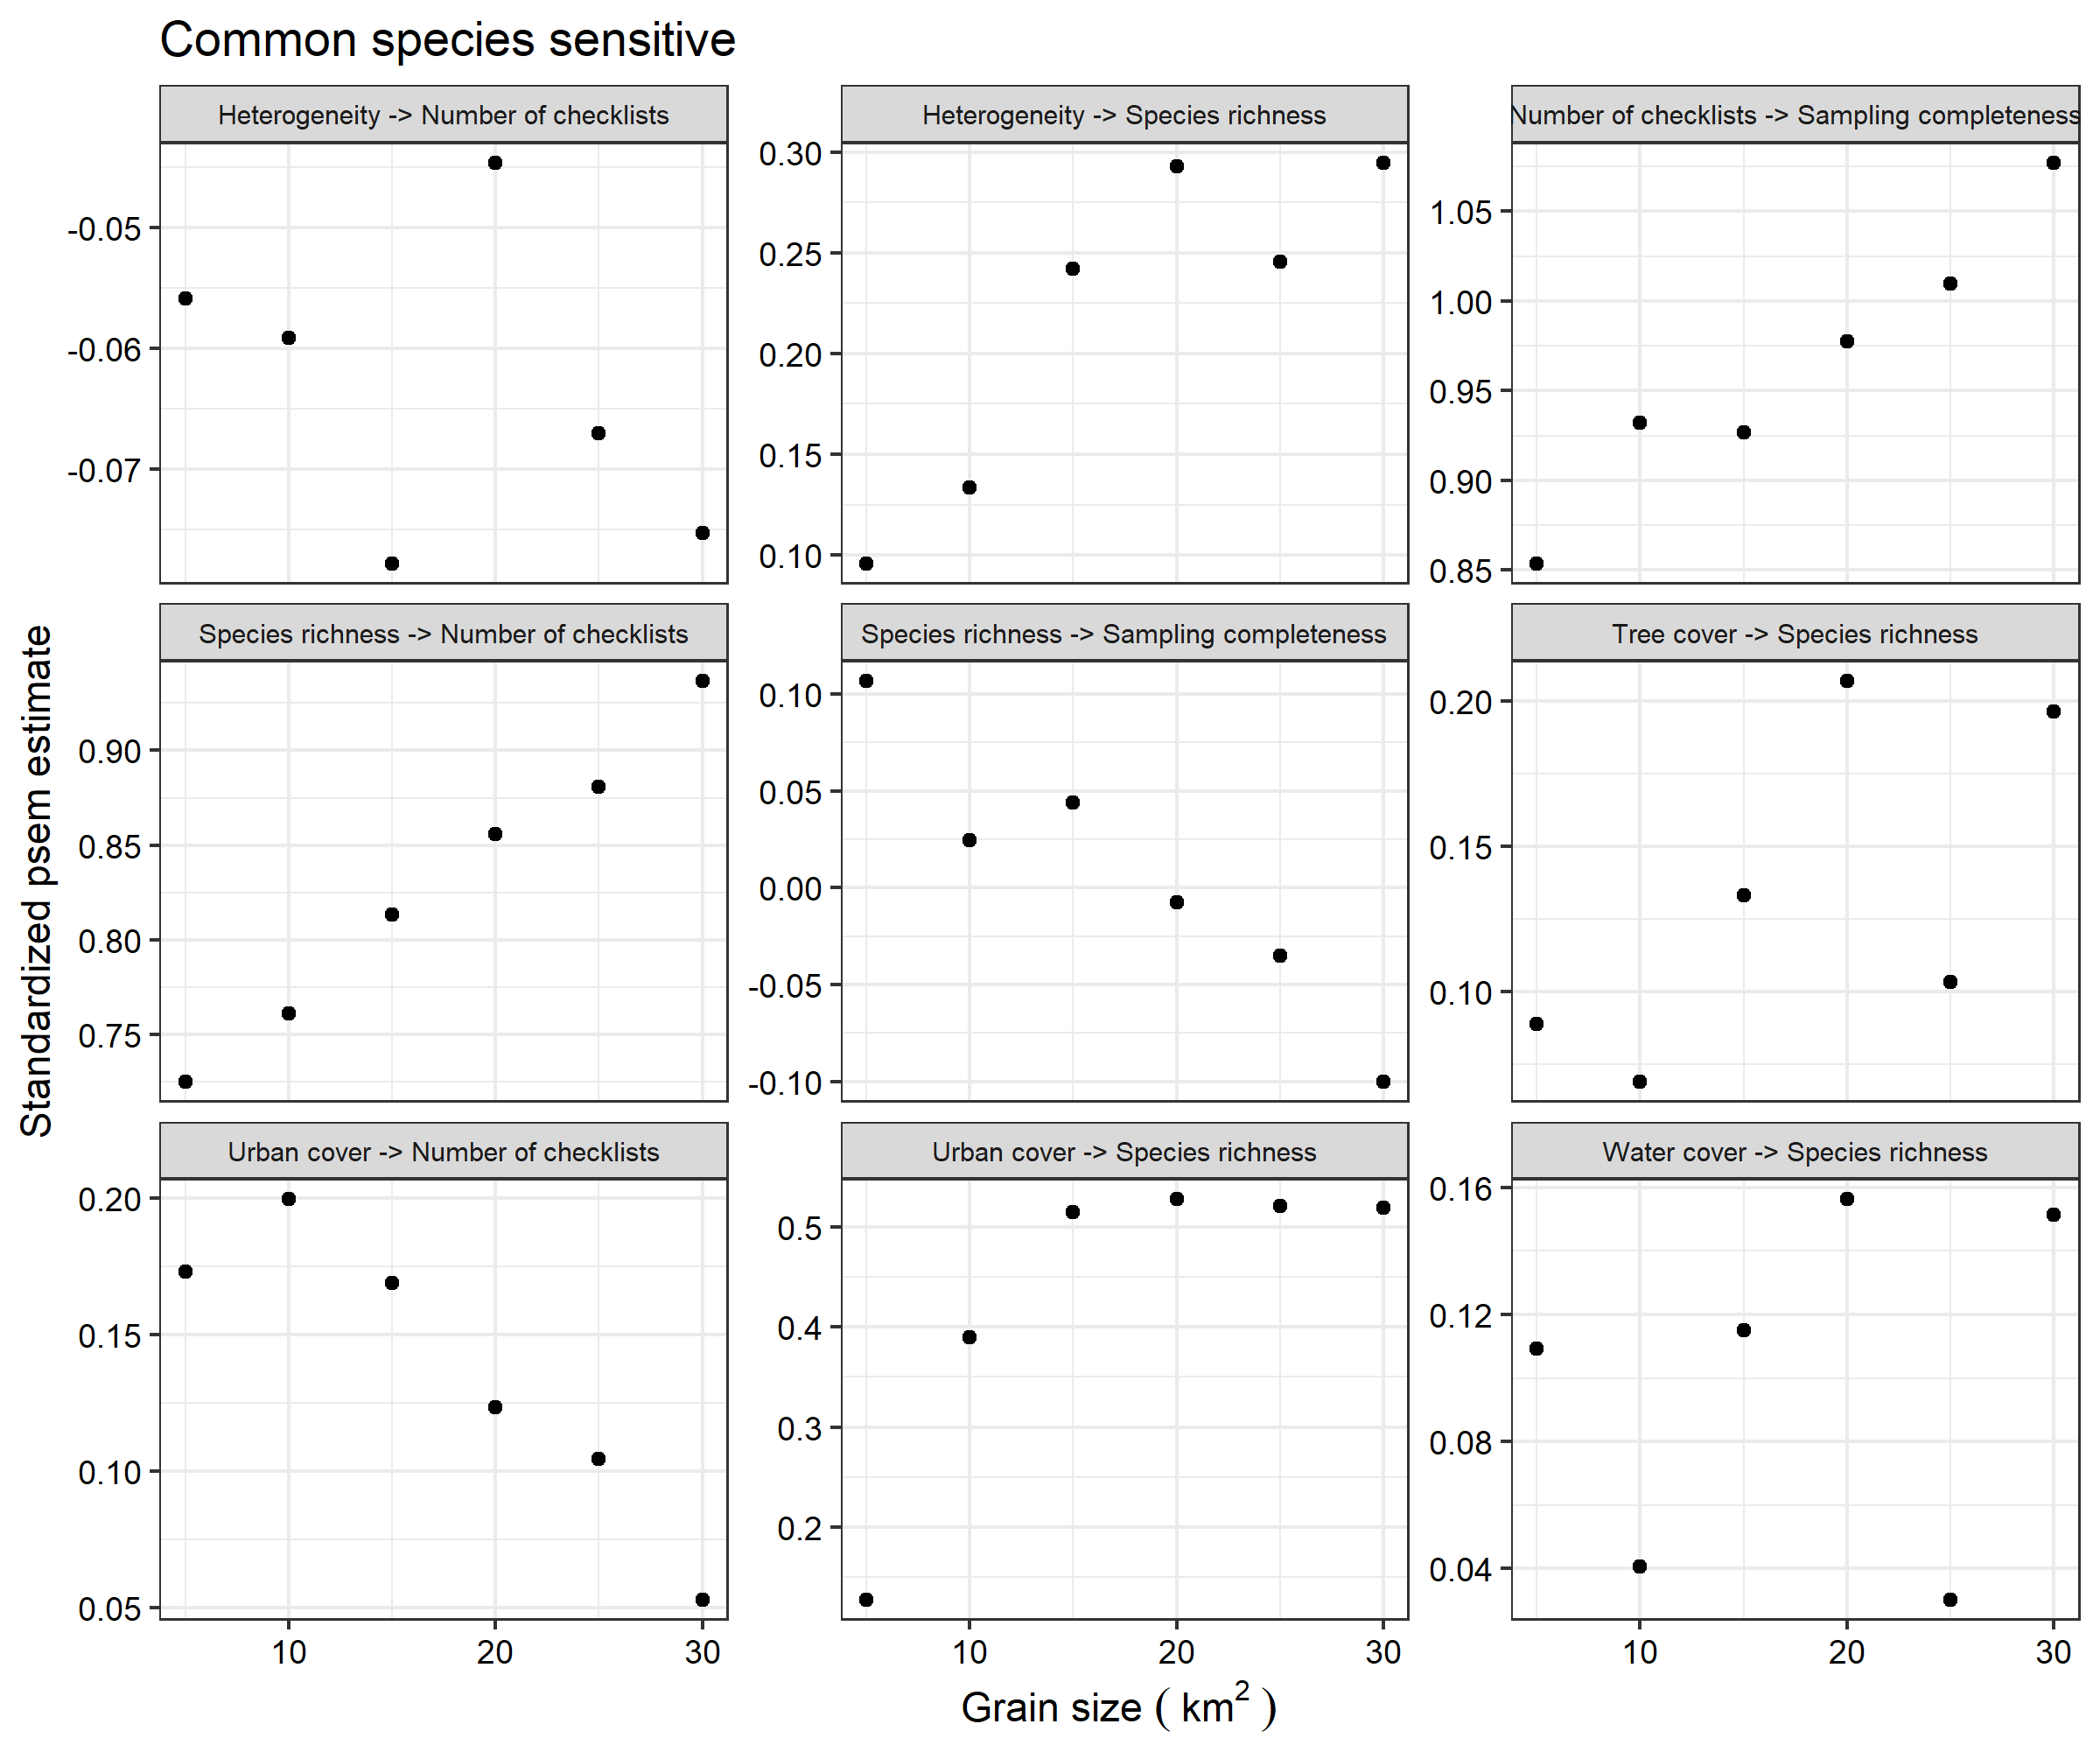 Common species sensitive
Heterogeneity -> Number of checklists
Heterogeneity -> Species richness
Number of checklists -> Sampling completeness
-0.05
-0.06
-0.07
0.30
0.25
0.20
0.15
0.10
1.05
1.00
0.95
0.90
0.85
Species richness -> Number of checklists
Species richness -> Sampling completeness
Tree cover -> Species richness
0.90
0.85
0.80
0.75
0.10
0.05
0.00
-0.05
-0.10
0.20
0.15
0.10
Urban cover -> Number of checklists
Urban cover -> Species richness
Water cover -> Species richness
0.20
0.15
0.10
0.05
0.5
0.4
0.3
0.2
0.16
0.12
0.08
0.04
10 20 30
10 20 30
10 20 30
Standardized psem estimate
Grain size ( km² )